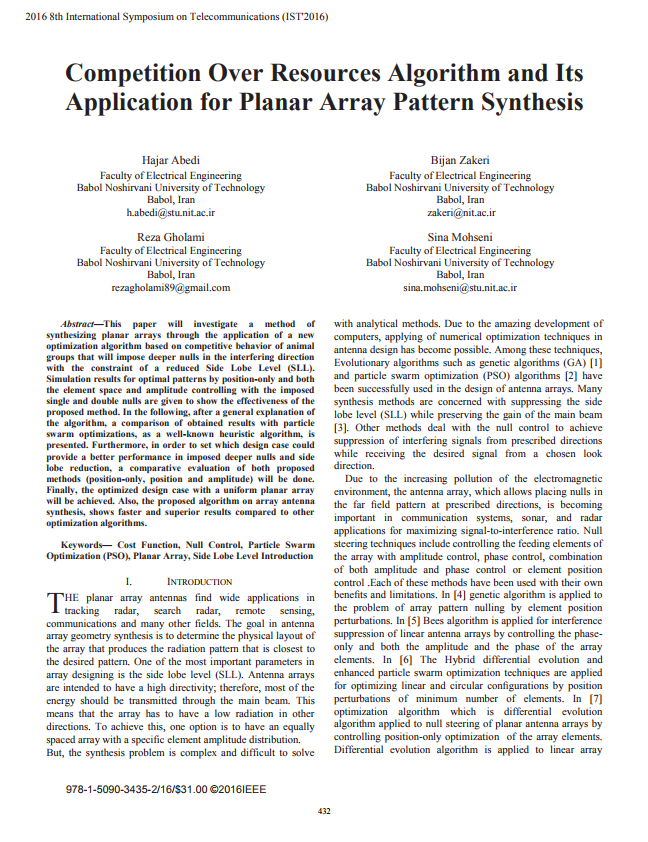 2016 8th International Symposium on Telecommunications (IST'2016)
Competition Over Resources Algorithm and Its
Application for Planar Array Pattern Synthesis
Hajar Abedi
Faculty of Electrical Engineering
Babol Noshirvani University of Technology
Babol, Iran
h.abedi@stu.nit.ac.ir
Bijan Zakeri
Faculty of Electrical Engineering
Babol Noshirvani University of Technology
Babol, Iran
zakeri@nit.ac.ir
Reza Gholami
Faculty of Electrical Engineering
Babol Noshirvani University of Technology
Babol, Iran
rezagholami89@gmail.com
Sina Mohseni
Faculty of Electrical Engineering
Babol Noshirvani University of Technology
Babol, Iran
sina.mohseni@stu.nit.ac.ir
Abstract—This paper will investigate a method of
synthesizing planar arrays through the application of a new
optimization algorithm based on competitive behavior of animal
groups that will impose deeper nulls in the interfering direction
with the constraint of a reduced Side Lobe Level (SLL).
Simulation results for optimal patterns by position-only and both
the element space and amplitude controlling with the imposed
single and double nulls are given to show the effectiveness of the
proposed method. In the following, after a general explanation of
the algorithm, a comparison of obtained results with particle
swarm optimizations, as a well-known heuristic algorithm, is
presented. Furthermore, in order to set which design case could
provide a better performance in imposed deeper nulls and side
lobe reduction, a comparative evaluation of both proposed
methods (position-only, position and amplitude) will be done.
Finally, the optimized design case with a uniform planar array
will be achieved. Also, the proposed algorithm on array antenna
synthesis, shows faster and superior results compared to other
optimization algorithms.
Keywords— Cost Function, Null Control, Particle Swarm
Optimization (PSO), Planar Array, Side Lobe Level Introduction
I. INTRODUCTION
THE planar array antennas find wide applications in
tracking radar, search radar, remote sensing,
communications and many other fields. The goal in antenna
array geometry synthesis is to determine the physical layout of
the array that produces the radiation pattern that is closest to
the desired pattern. One of the most important parameters in
array designing is the side lobe level (SLL). Antenna arrays
are intended to have a high directivity; therefore, most of the
energy should be transmitted through the main beam. This
means that the array has to have a low radiation in other
directions. To achieve this, one option is to have an equally
spaced array with a specific element amplitude distribution.
But, the synthesis problem is complex and difficult to solve
with analytical methods. Due to the amazing development of
computers, applying of numerical optimization techniques in
antenna design has become possible. Among these techniques,
Evolutionary algorithms such as genetic algorithms (GA) [1]
and particle swarm optimization (PSO) algorithms [2] have
been successfully used in the design of antenna arrays. Many
synthesis methods are concerned with suppressing the side
lobe level (SLL) while preserving the gain of the main beam
[3]. Other methods deal with the null control to achieve
suppression of interfering signals from prescribed directions
while receiving the desired signal from a chosen look
direction.
Due to the increasing pollution of the electromagnetic
environment, the antenna array, which allows placing nulls in
the far field pattern at prescribed directions, is becoming
important in communication systems, sonar, and radar
applications for maximizing signal-to-interference ratio. Null
steering techniques include controlling the feeding elements of
the array with amplitude control, phase control, combination
of both amplitude and phase control or element position
control .Each of these methods have been used with their own
benefits and limitations. In [4] genetic algorithm is applied to
the problem of array pattern nulling by element position
perturbations. In [5] Bees algorithm is applied for interference
suppression of linear antenna arrays by controlling the phase-
only and both the amplitude and the phase of the array
elements. In [6] The Hybrid differential evolution and
enhanced particle swarm optimization techniques are applied
for optimizing linear and circular configurations by position
perturbations of minimum number of elements. In [7]
optimization algorithm which is differential evolution
algorithm applied to null steering of planar antenna arrays by
controlling position-only optimization of the array elements.
Differential evolution algorithm is applied to linear array
978-1-5090-3435-2/16/$31.00 ©2016IEEE
432